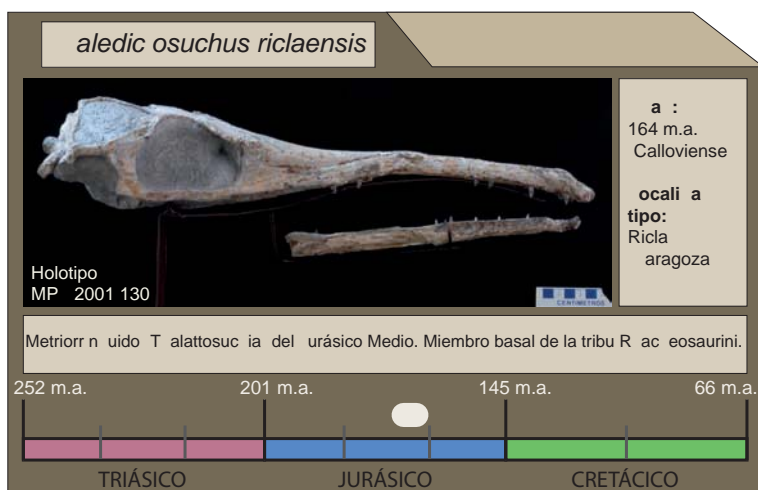 aledic osuchus riclaensis
a :
164 m.a.
Calloviense
ocali a
tipo:
Ricla
aragoza
Holotipo
MP 2001 130
CENTIMETROS
Metriorr n uido T alattosuc ia del urásico Medio. Miembro basal de la tribu R ac eosaurini.
252 m.a. 201 m.a. 145 m.a. 66 m.a.
TRIÁSICO JURÁSICO CRETÁCICO